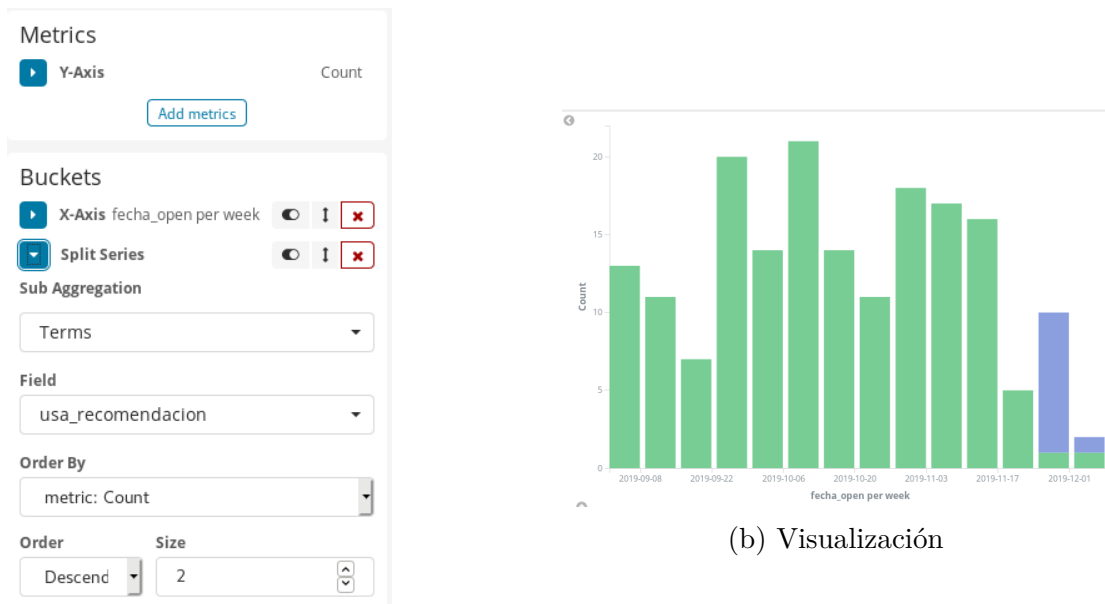 Metrics
Y-Axis Count
Add metrics
Buckets
X-Axis fecha_open per week
Split Series
Sub Aggregation
Terms
Field
usa_recomendacion
Order By
metric: Count
Order Size
Descend 2
20
15
10
5
0
Count
2019-09-08 2019-09-22 2019-10-06 2019-10-20 2019-11-03 2019-11-17 2019-12-01
fecha_open per week
(b) Visualización